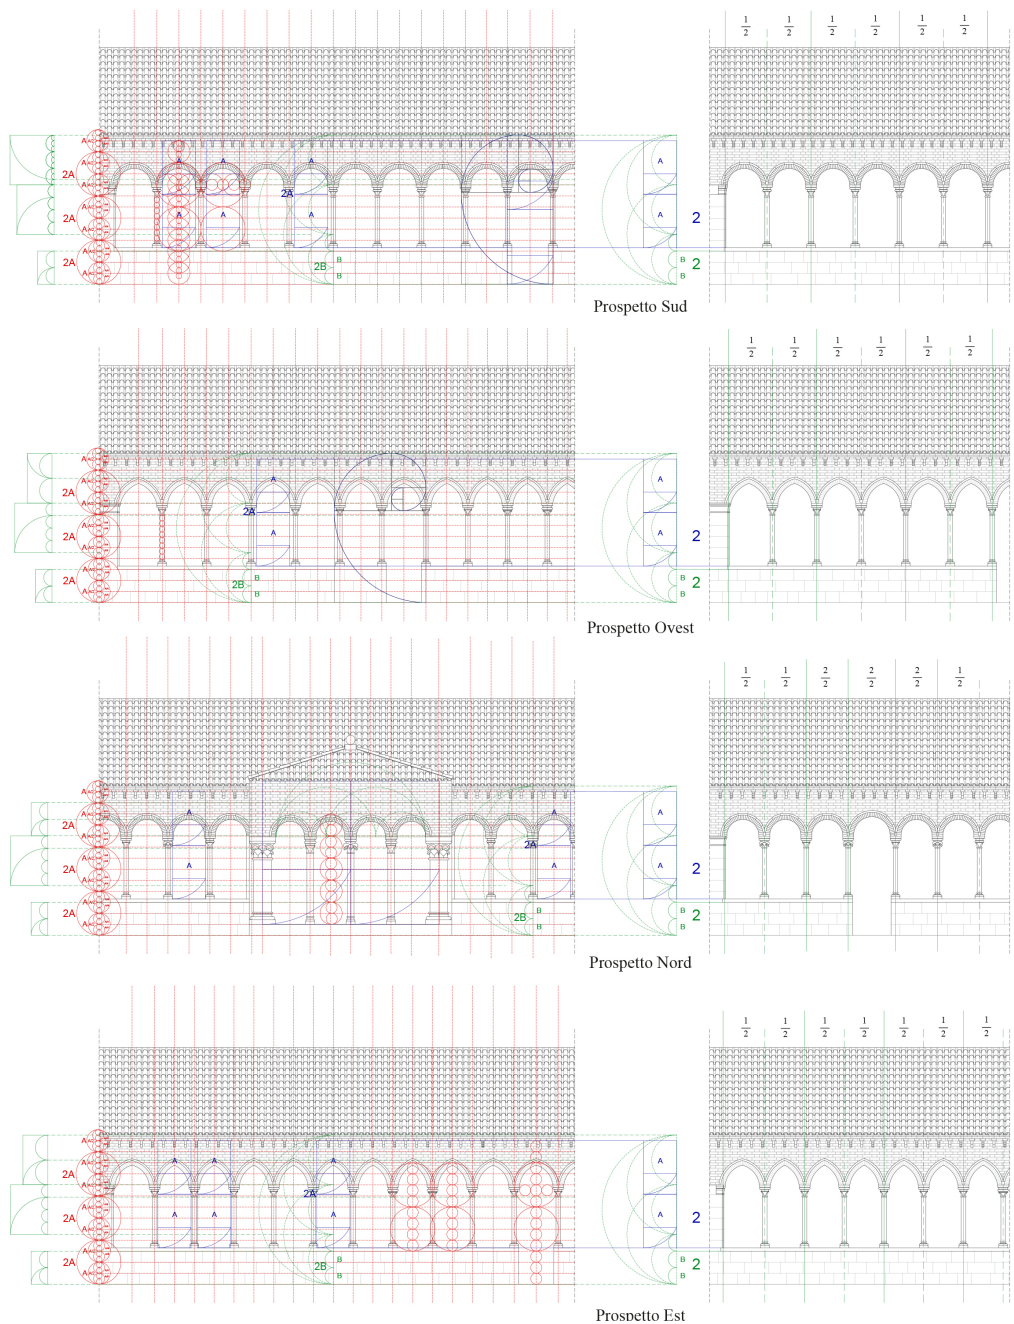 1/2 1/2 1/2 1/2 1/2 1/2
A
2A
A
2A
A
2A
A
A A A
2A
A A A
2B
B
B
A
2
B
2
B
Prospetto Sud
1/2 1/2 1/2 1/2 1/2 1/2
A
2A
A
2A
A
2A
A
A
2A
A
2B
B
B
A
A
2
B
2
B
Prospetto Ovest
1/2 1/2 2/2 2/2 2/2 1/2
A
2A
A
2A
A
2A
A
A A
2A
A A
2B
B
B
A
A
2
B
2
B
Prospetto Nord
1/2 1/2 1/2 1/2 1/2 1/2 1/2
A
2A
A
2A
A
2A
A
A A A
2A
A A A
2B
B
B
A
A
2
B
2
B
Prospetto Est